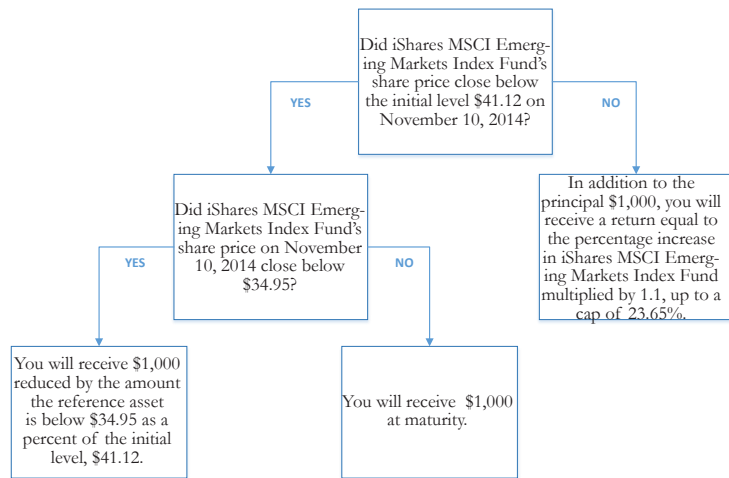 Did iShares MSCI Emerg-
ing Markets Index Fund's
share price close below
the initial level $41.12 on
November 10, 2014?
YES
NO
Did iShares MSCI Emerg-
ing Markets Index Fund's
share price on November
10, 2014 close below
$34.95?
In addition to the
principal $1,000, you will
receive a return equal to
the percentage increase
in iShares MSCI Emerg-
ing Markets Index Fund
multiplied by 1.1, up to a
cap of 23.65%.
YES
NO
You will receive $1,000
reduced by the amount
the reference asset
is below $34.95 as a
percent of the initial
level, $41.12.
You will receive $1,000
at maturity.